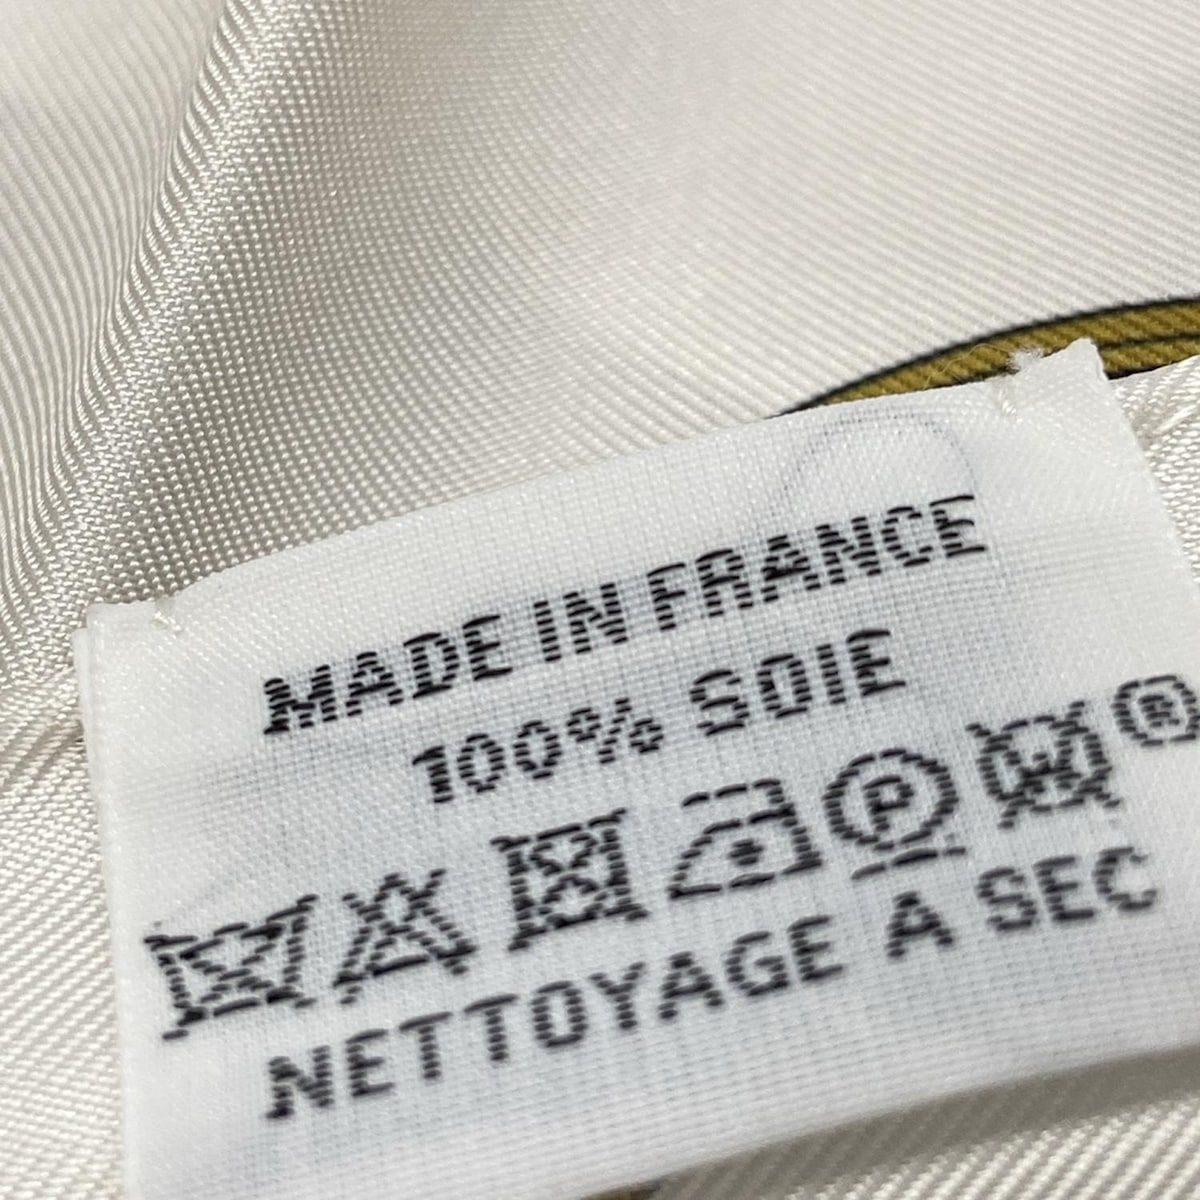 MADE IN FRANCE
100% SOIE
P W ®
NETTOYAGE A SEC